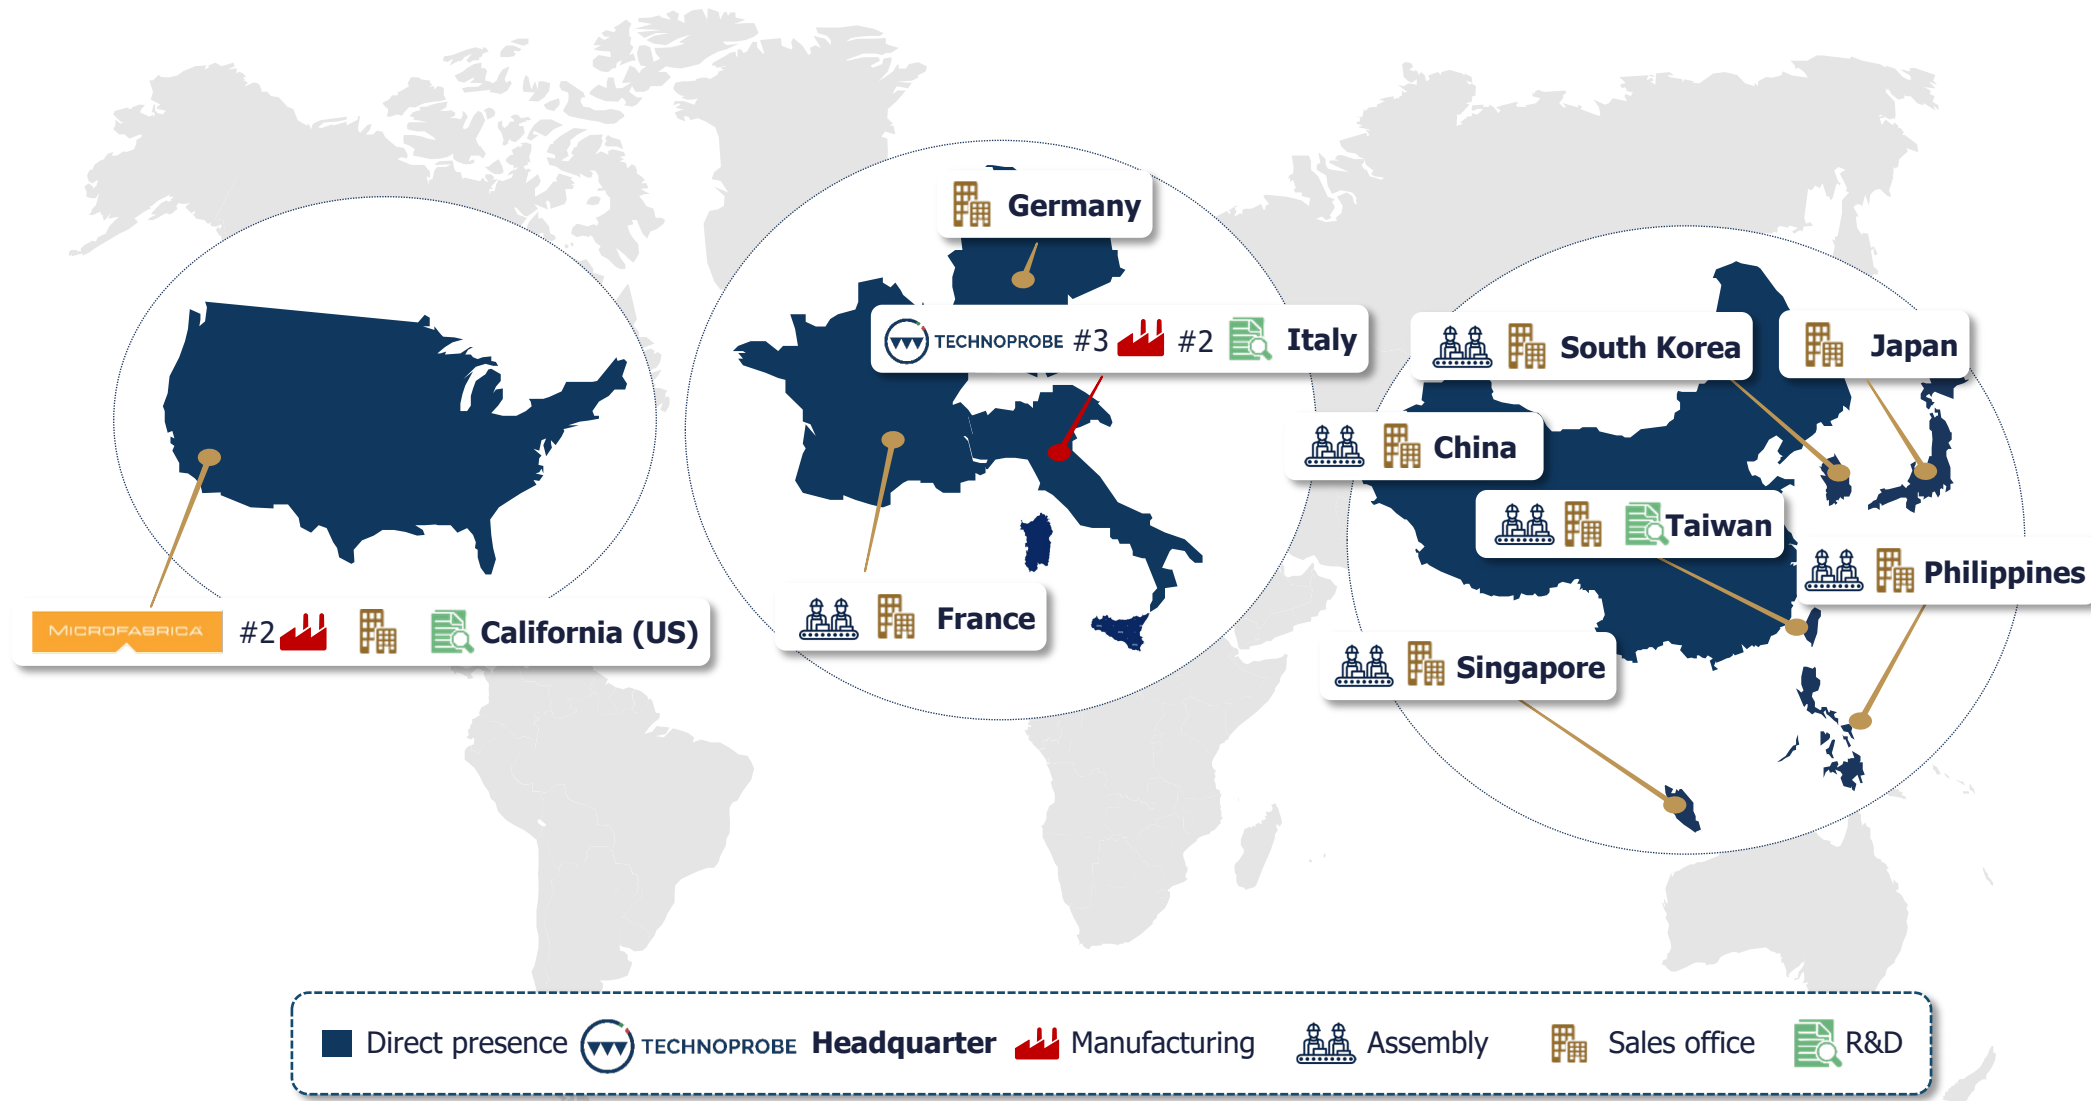 Germany
TECHNOPROBE #3 #2 Italy
South Korea
Japan
China
Taiwan
Philippines
France
MICROFABRICA #2 California (US)
Singapore
Direct presence TECHNOPROBE Headquarter Manufacturing Assembly Sales office R&D